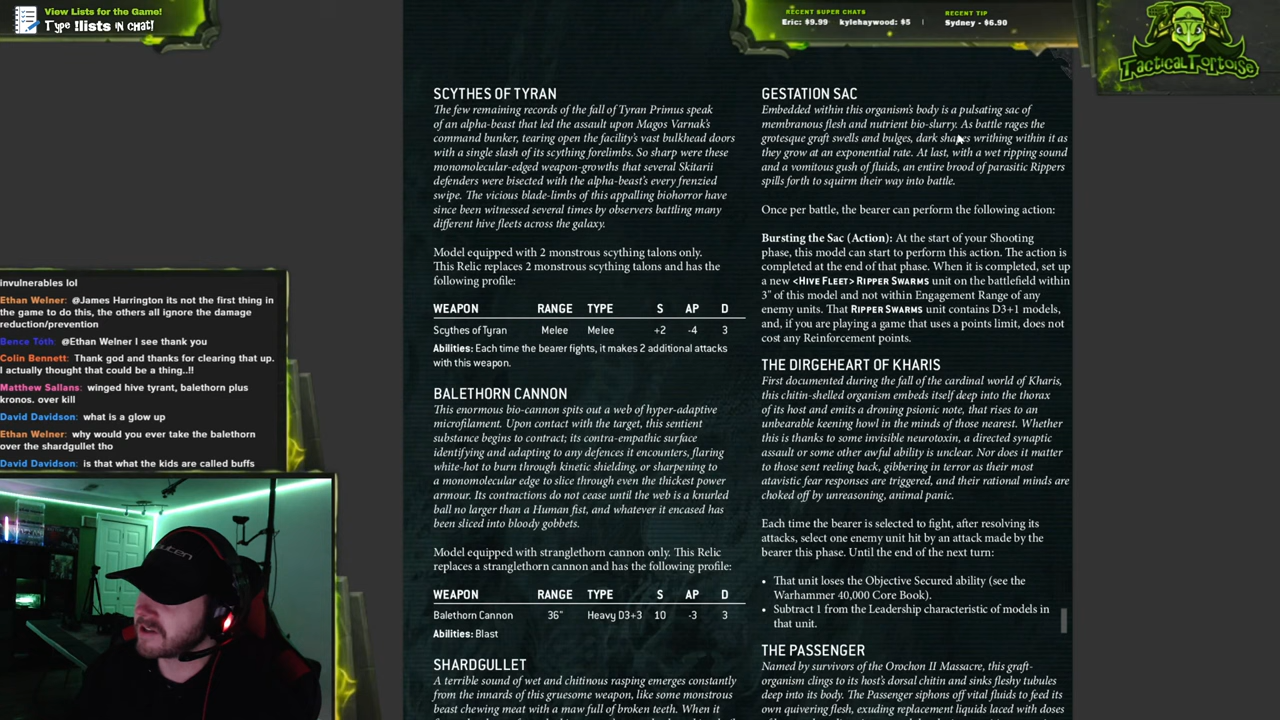 View Lists for the Game!
Type !lists in chat!
RECENT SUPER CHATS
Eric: $9.99 kylehaywood: $5
RECENT TIP
Sydney - $6.90
TacticalTortoise
invulnerables lol
Ethan Welner: @James Harrington its not the first thing in
the game to do this, the others all ignore the damage
reduction/prevention
Bence Toth: @Ethan Welner I see thank you
Colin Bennett: Thank god and thanks for clearing that up.
I actually thought that could be a thing..!!
Matthew Sallans: winged hive tyrant, balethorn plus
kronos. over kill
David Davidson: what is a glow up
Ethan Welner: why would you ever take the balethorn
over the shardgullet tho
David Davidson: is that what the kids are called buffs
SCYTHES OF TYRAN
The few remaining records of the fall of Tyran Primus speak
of an alpha-beast that led the assault upon Magos Varnak's
command bunker, tearing open the facility's vast bulkhead doors
with a single slash of its scything forelimbs. So sharp were these
monomolecular-edged weapon-growths that several Skitarii
defenders were bisected with the alpha-beast's every frenzied
swipe. The vicious blade-limbs of this appalling biohorror have
since been witnessed several times by observers battling many
different hive fleets across the galaxy.
Model equipped with 2 monstrous scything talons only.
This Relic replaces 2 monstrous scything talons and has the
following profile:
WEAPON RANGE TYPE S AP D
Scythes of Tyran Melee Melee +2 -4 3
Abilities: Each time the bearer fights, it makes 2 additional attacks
with this weapon.
BALETHORN CANNON
This enormous bio-cannon spits out a web of hyper-adaptive
microfilament. Upon contact with the target, this sentient
substance begins to contract; its contra-empathic surface
identifying and adapting to any defences it encounters, flaring
white-hot to burn through kinetic shielding, or sharpening to
a monomolecular edge to slice through even the thickest power
armour. Its contractions do not cease until the web is a knurled
ball no larger than a Human fist, and whatever it encased has
been sliced into bloody gobbets.
Model equipped with stranglethorn cannon only. This Relic
replaces a stranglethorn cannon and has the following profile:
WEAPON RANGE TYPE S AP D
Balethorn Cannon 36" Heavy D3+3 10 -3 3
Abilities: Blast
SHARDGULLET
A terrible sound of wet and chitinous rasping emerges constantly
from the innards of this gruesome weapon, like some monstrous
beast chewing meat with a maw full of broken teeth. When it
GESTATION SAC
Embedded within this organism's body is a pulsating sac of
membranous flesh and nutrient bio-slurry. As battle rages the
grotesque graft swells and bulges, dark shapes writhing within it as
they grow at an exponential rate. At last, with a wet ripping sound
and a vomitous gush of fluids, an entire brood of parasitic Rippers
spills forth to squirm their way into battle.
Once per battle, the bearer can perform the following action:
Bursting the Sac (Action): At the start of your Shooting
phase, this model can start to perform this action. The action is
completed at the end of that phase. When it is completed, set up
a new <HIVE FLEET> RIPPER SWARMS unit on the battlefield within
3" of this model and not within Engagement Range of any
enemy units. That RIPPER SWARMS unit contains D3+1 models,
and, if you are playing a game that uses a points limit, does not
cost any Reinforcement points.
THE DIRGEHEART OF KHARIS
First documented during the fall of the cardinal world of Kharis,
this chitin-shelled organism embeds itself deep into the thorax
of its host and emits a droning psionic note, that rises to an
unbearable keening howl in the minds of those nearest. Whether
this is thanks to some invisible neurotoxin, a directed synaptic
assault or some other awful ability is unclear. Nor does it matter
to those sent reeling back, gibbering in terror as their most
atavistic fear responses are triggered, and their rational minds are
choked off by unreasoning, animal panic.
Each time the bearer is selected to fight, after resolving its
attacks, select one enemy unit hit by an attack made by the
bearer this phase. Until the end of the next turn:
• That unit loses the Objective Secured ability (see the
Warhammer 40,000 Core Book).
• Subtract 1 from the Leadership characteristic of models in
that unit.
THE PASSENGER
Named by survivors of the Orochon II Massacre, this graft-
organism clings to its host's dorsal chitin and sinks fleshy tubules
deep into its body. The Passenger siphons off vital fluids to feed its
own quivering flesh, exuding replacement liquids laced with doses